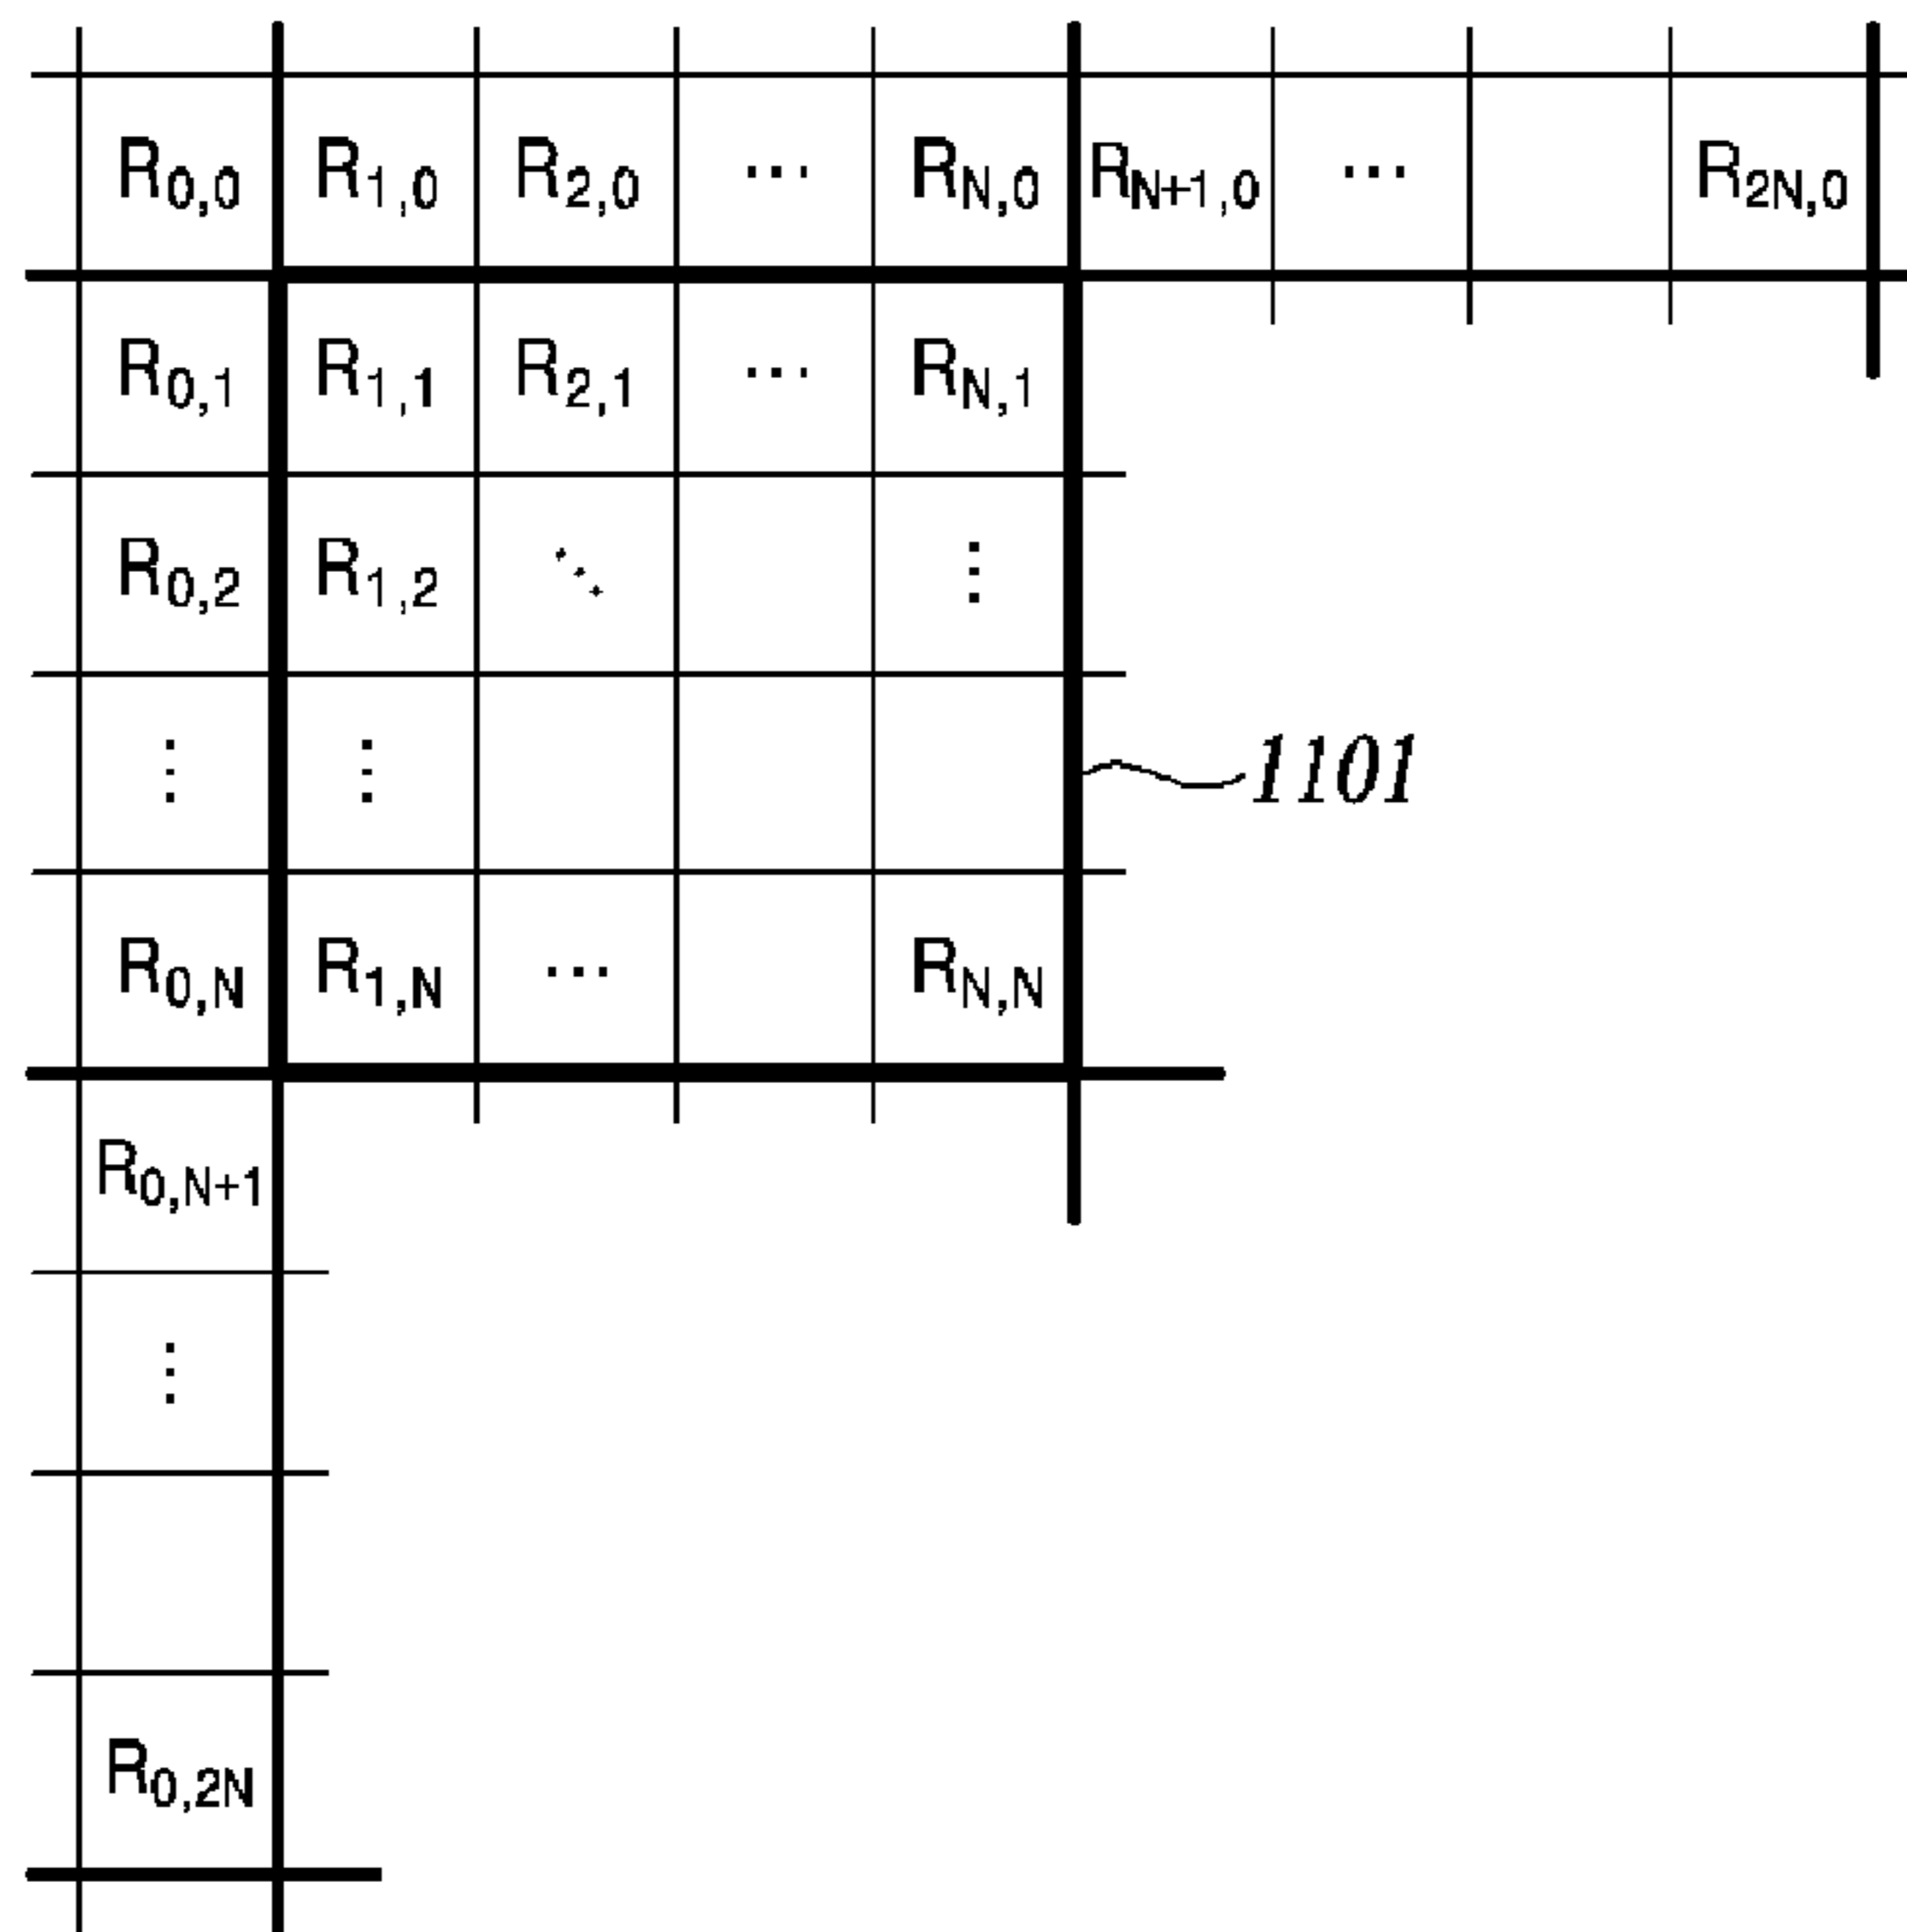 R0,0 R1,0 R2,0 ... RN,0 RN+1,0 ... R2N,0
R0,1 R1,1 R2,1 ... RN,1
R0,2 R1,2 ⋱ ⋮
⋮ ⋮ 1101
R0,N R1,N ... RN,N
R0,N+1
⋮
R0,2N